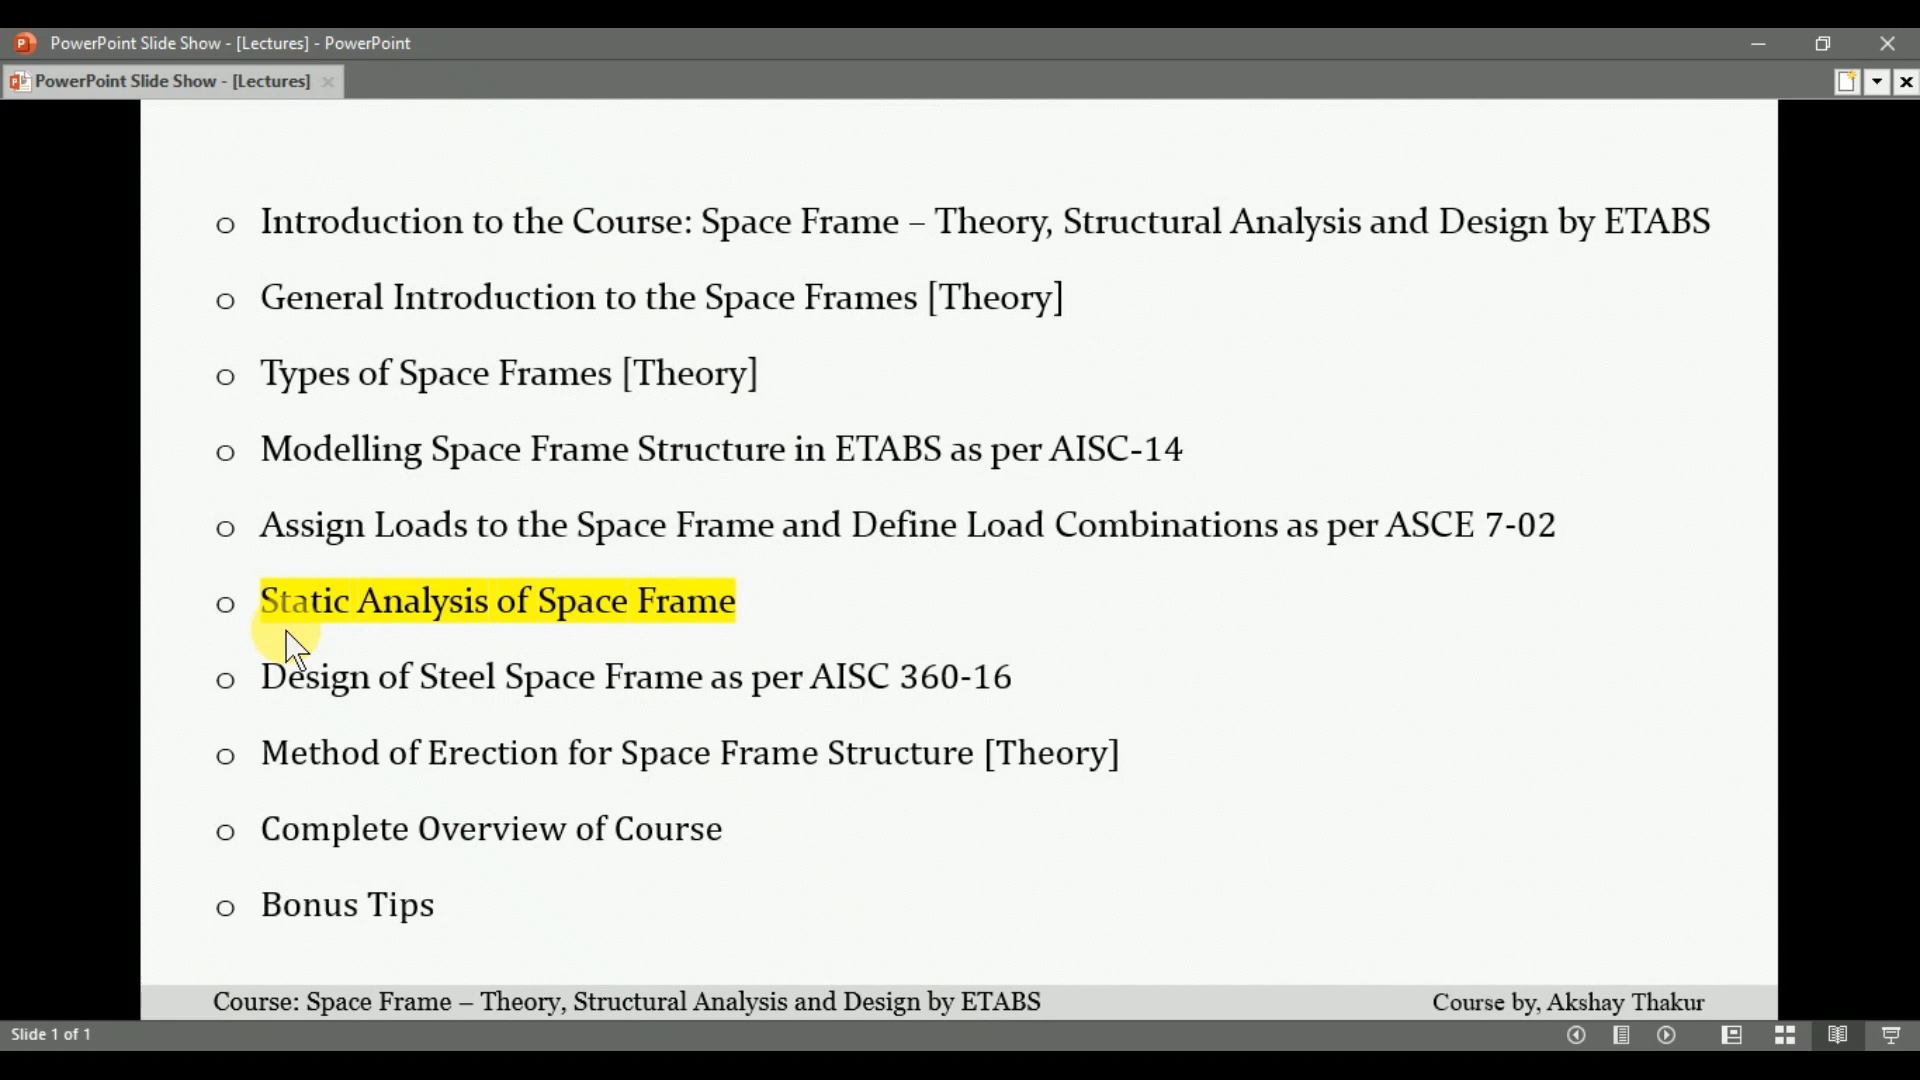 PowerPoint Slide Show - [Lectures] - PowerPoint
PowerPoint Slide Show - [Lectures]
o Introduction to the Course: Space Frame – Theory, Structural Analysis and Design by ETABS
o General Introduction to the Space Frames [Theory]
o Types of Space Frames [Theory]
o Modelling Space Frame Structure in ETABS as per AISC-14
o Assign Loads to the Space Frame and Define Load Combinations as per ASCE 7-02
o Static Analysis of Space Frame
o Design of Steel Space Frame as per AISC 360-16
o Method of Erection for Space Frame Structure [Theory]
o Complete Overview of Course
o Bonus Tips
Course: Space Frame – Theory, Structural Analysis and Design by ETABS
Course by, Akshay Thakur
Slide 1 of 1